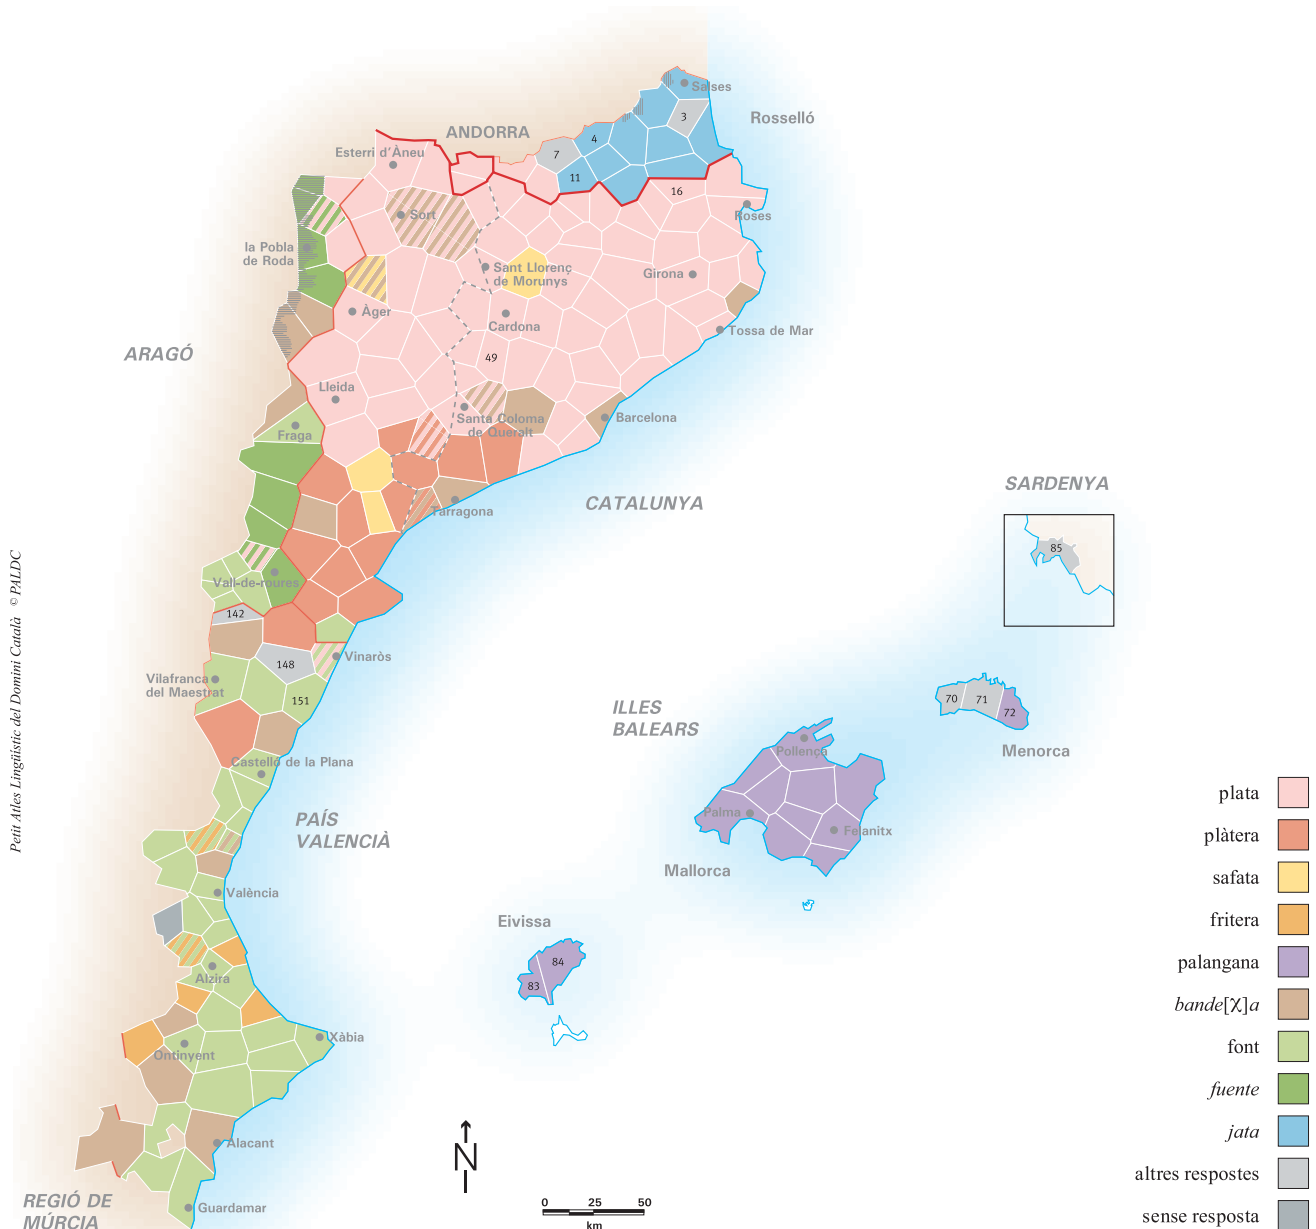 Salses
3
Rosselló
ANDORRA
4
7
Esterri d'Àneu
11
16
Sort
Roses
la Pobla
de Roda
Sant Llorenç
de Morunys
Girona
Àger
Cardona
Tossa de Mar
ARAGÓ
49
Lleida
Santa Coloma
de Queralt
Barcelona
Fraga
SARDENYA
CATALUNYA
Tarragona
85
Petit Atles Lingüístic del Domini Català © PALDC
Vall-de-roures
142
148
Vinaròs
Vilafranca
del Maestrat
151
70
71
72
ILLES
BALEARS
Menorca
Pollença
Castelló de la Plana
Palma
Felanitx
PAÍS
VALENCIÀ
Mallorca
València
Eivissa
84
83
Alzira
Xàbia
Ontinyent
Alacant
N
REGIÓ DE
MÚRCIA
Guardamar
0 25 50
km
plata
plàtera
safata
fritera
palangana
bande[χ]a
font
fuente
jata
altres respostes
sense resposta